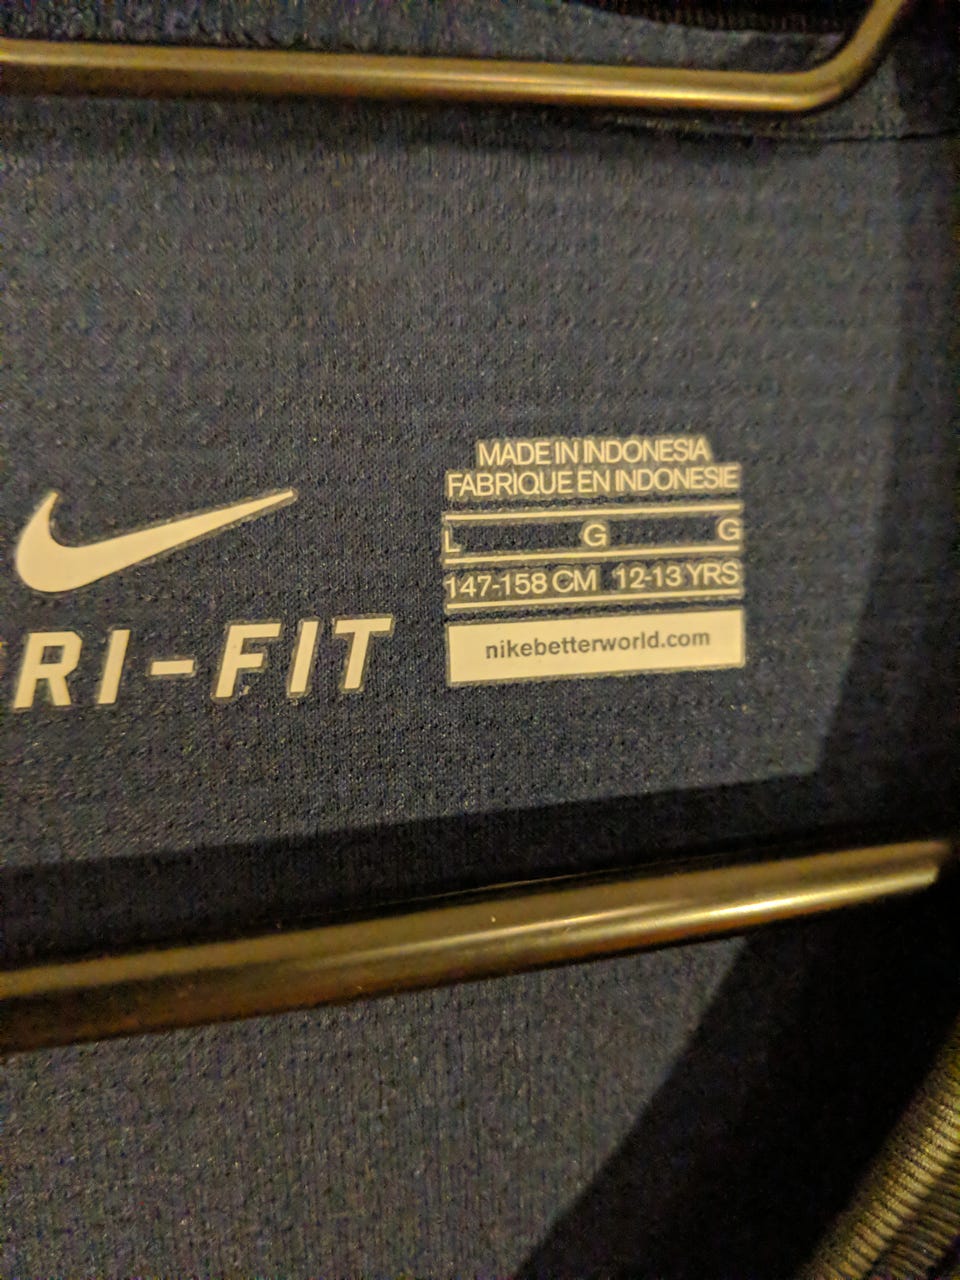 MADE IN INDONESIA
FABRIQUE EN INDONESIE
L G G
147-158 CM 12-13 YRS
nikebetterworld.com
RI-FIT